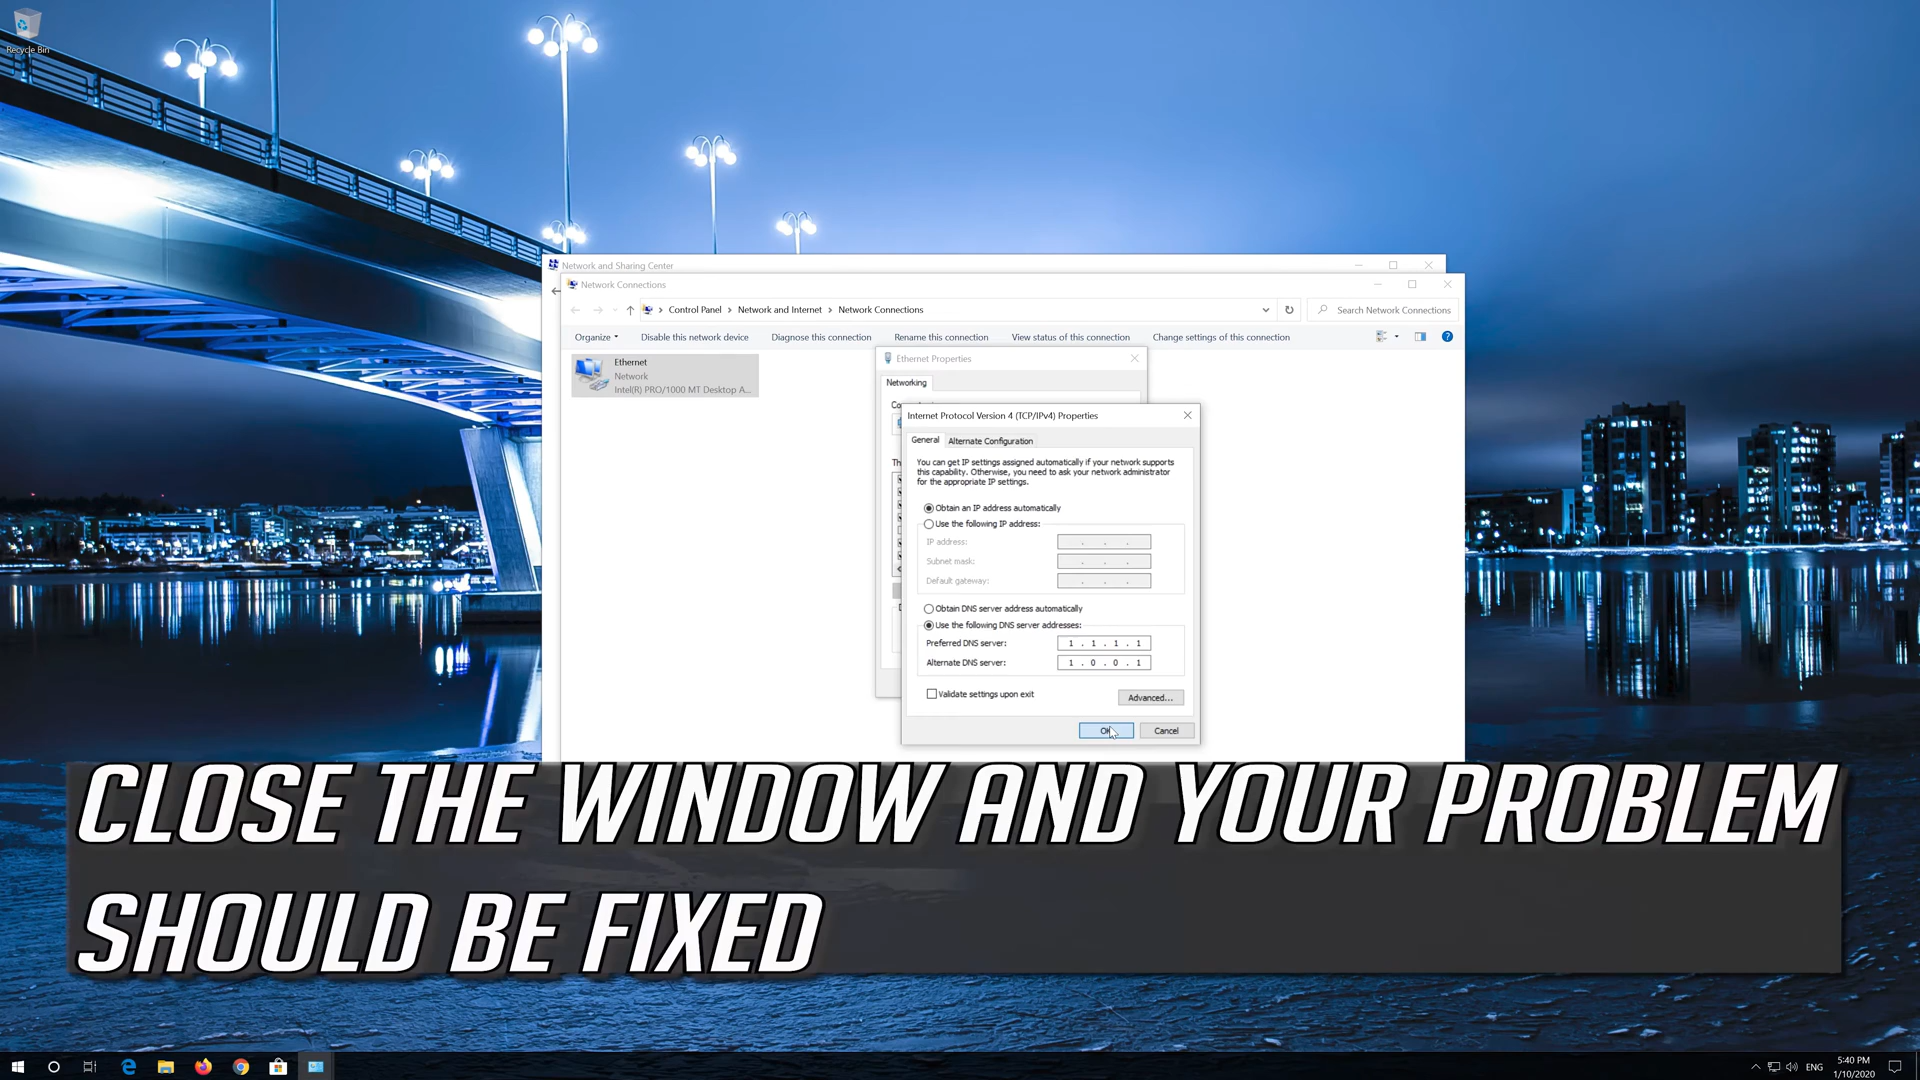 Recycle Bin
Network and Sharing Center
Network Connections
Control Panel > Network and Internet > Network Connections
Search Network Connections
Organize
Disable this network device
Diagnose this connection
Rename this connection
View status of this connection
Change settings of this connection
Ethernet
Network
Intel(R) PRO/1000 MT Desktop A...
Ethernet Properties
Networking
Internet Protocol Version 4 (TCP/IPv4) Properties
General
Alternate Configuration
You can get IP settings assigned automatically if your network supports
this capability. Otherwise, you need to ask your network administrator
for the appropriate IP settings.
Obtain an IP address automatically
Use the following IP address:
IP address:
Subnet mask:
Default gateway:
Obtain DNS server address automatically
Use the following DNS server addresses:
Preferred DNS server: 1 . 1 . 1 . 1
Alternate DNS server: 1 . 0 . 0 . 1
Validate settings upon exit
Advanced...
OK
Cancel
CLOSE THE WINDOW AND YOUR PROBLEM
SHOULD BE FIXED
ENG
5:40 PM
1/10/2020